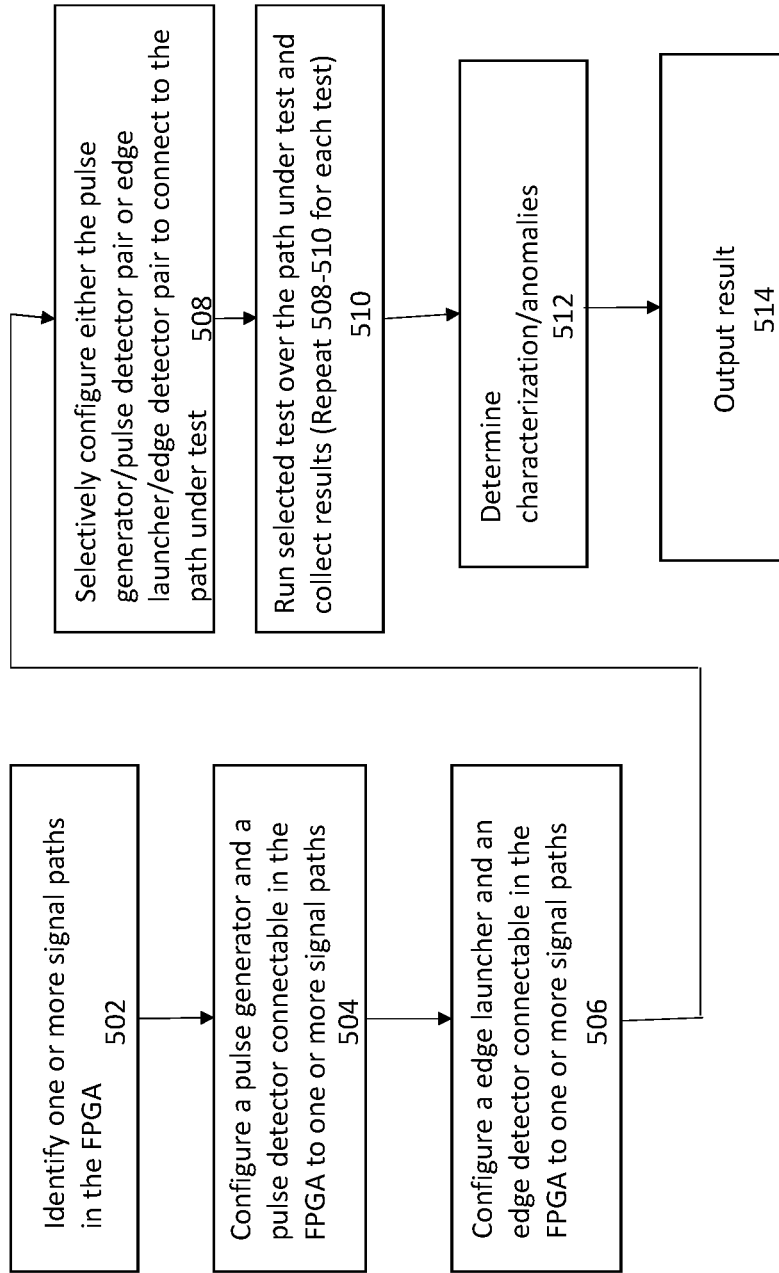 Identify one or more signal paths
in the FPGA
502
Configure a pulse generator and a
pulse detector connectable in the
FPGA to one or more signal paths
504
Configure a edge launcher and an
edge detector connectable in the
FPGA to one or more signal paths
506
Selectively configure either the pulse
generator/pulse detector pair or edge
launcher/edge detector pair to connect to the
path under test
508
Run selected test over the path under test and
collect results (Repeat 508-510 for each test)
510
Determine
characterization/anomalies
512
Output result
514